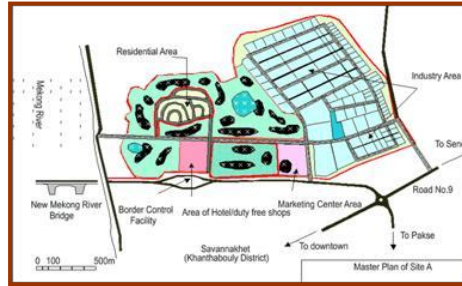 Residential Area
Industry Area
Mekong River
To Seno
Road No.9
New Mekong River
Bridge
Border Control
Facility
Area of Hotel/duty free shops
Marketing Center Area
Savannakhet
(Khanthabouly District)
To downtown
To Pakse
0 100 500m
Master Plan of Site A